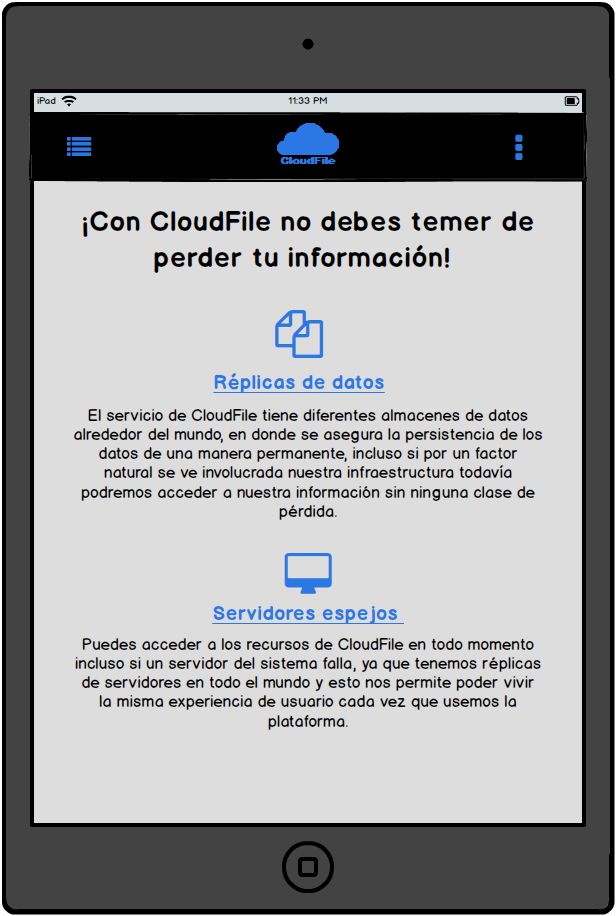 iPad 11:33 PM
CloudFile
¡Con CloudFile no debes temer de
perder tu información!
Réplicas de datos
El servicio de CloudFile tiene diferentes almacenes de datos
alrededor del mundo, en donde se asegura la persistencia de los
datos de una manera permanente, incluso si por un factor
natural se ve involucrada nuestra infraestructura todavía
podremos acceder a nuestra información sin ninguna clase de
pérdida.
Servidores espejos
Puedes acceder a los recursos de CloudFile en todo momento
incluso si un servidor del sistema falla, ya que tenemos réplicas
de servidores en todo el mundo y esto nos permite poder vivir
la misma experiencia de usuario cada vez que usemos la
plataforma.